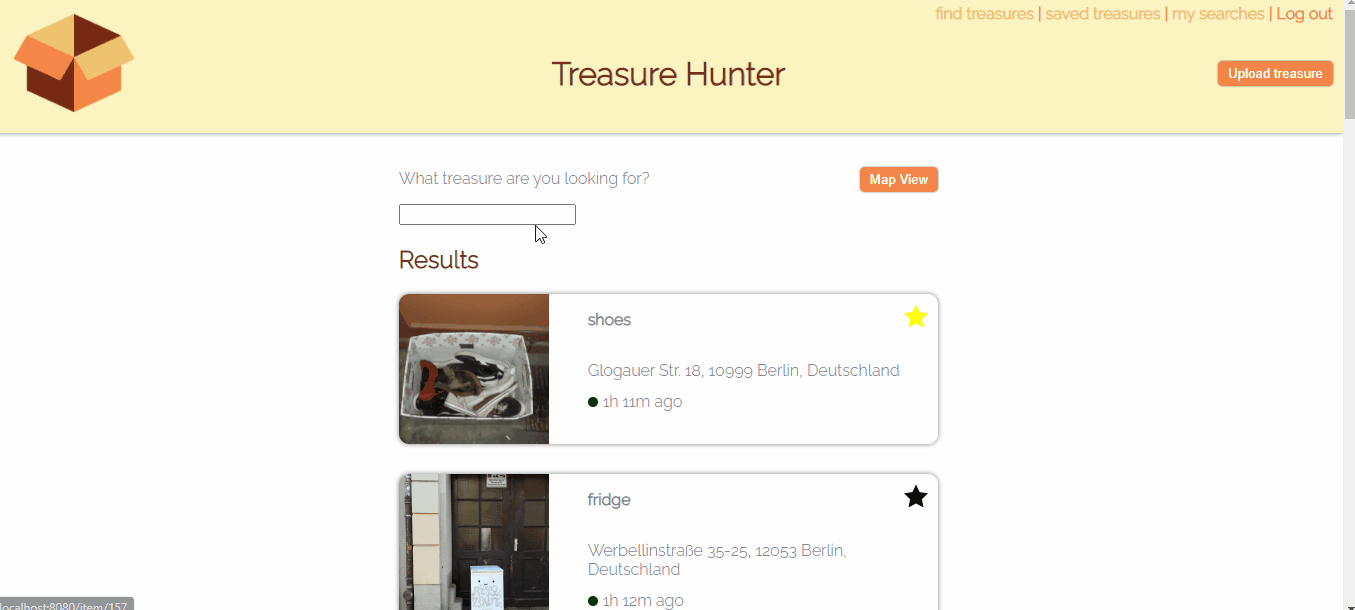 find treasures | saved treasures | my searches | Log out
Treasure Hunter
Upload treasure
What treasure are you looking for?
Map View
Results
shoes
Glogauer Str. 18, 10999 Berlin, Deutschland
1h 11m ago
fridge
Werbellinstraße 35-25, 12053 Berlin,
Deutschland
1h 12m ago
localhost:8080/item/157